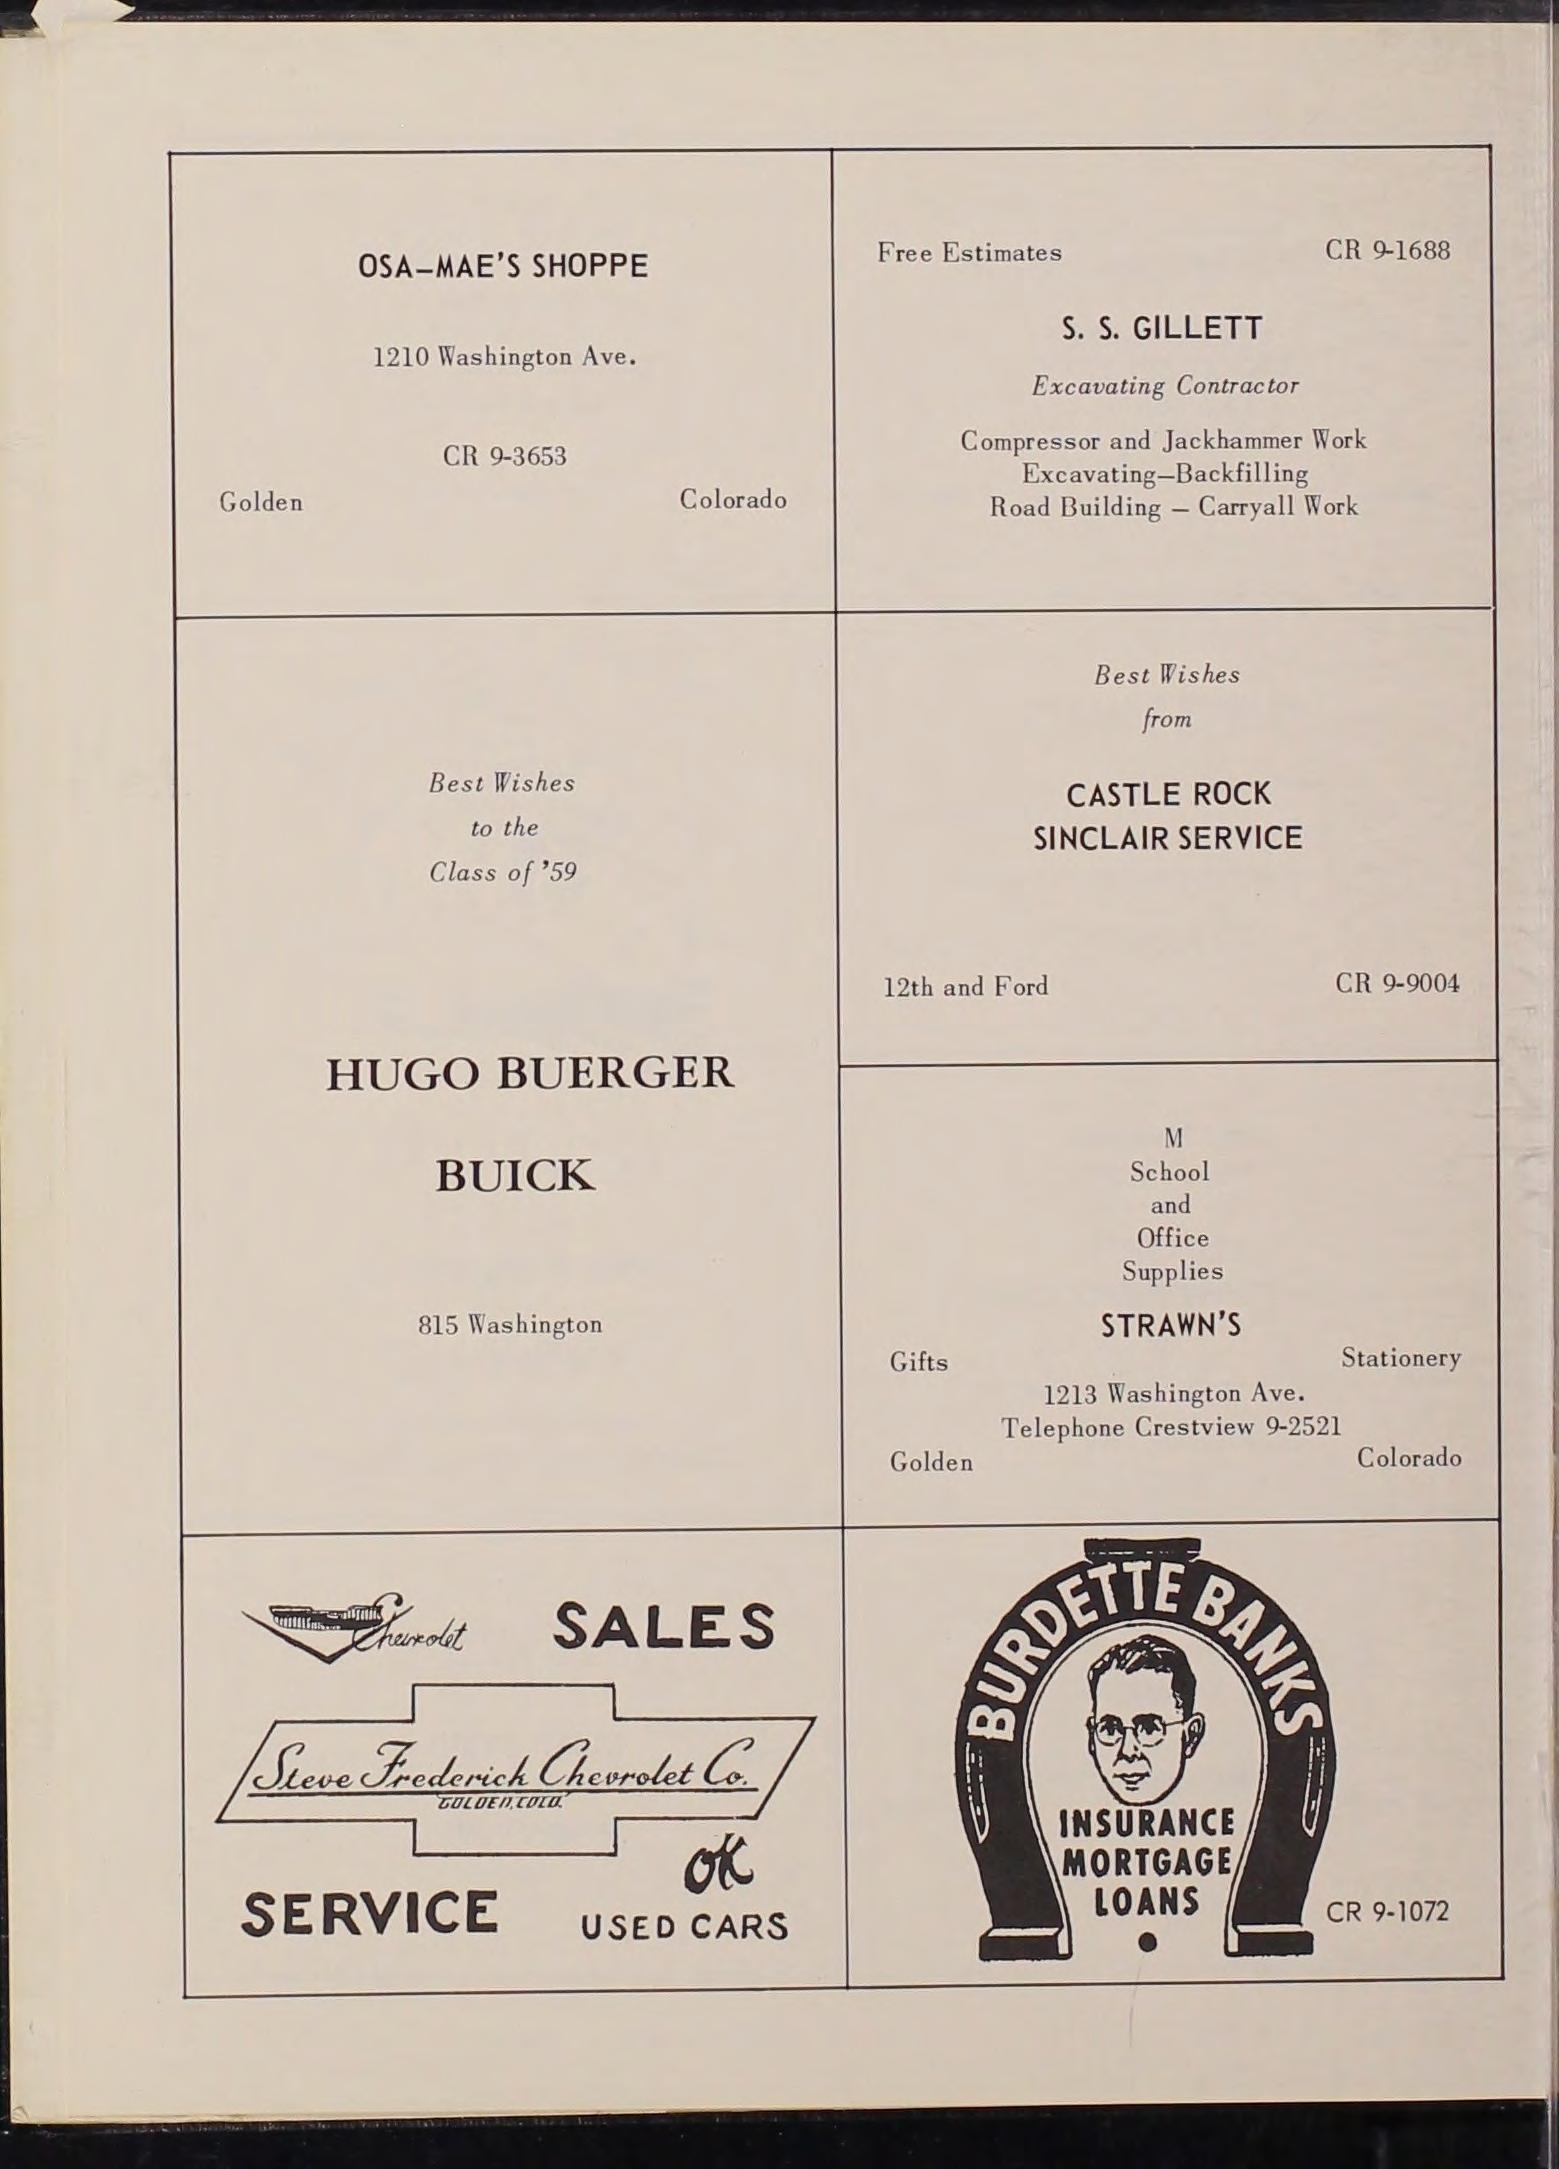 OSA–MAE'S SHOPPE
1210 Washington Ave.
CR 9-3653
Golden Colorado
Free Estimates CR 9-1688
S. S. GILLETT
Excavating Contractor
Compressor and Jackhammer Work
Excavating—Backfilling
Road Building — Carryall Work
Best Wishes
to the
Class of '59
HUGO BUERGER
BUICK
815 Washington
Best Wishes
from
CASTLE ROCK
SINCLAIR SERVICE
12th and Ford CR 9-9004
M
School
and
Office
Supplies
STRAWN'S
Gifts Stationery
1213 Washington Ave.
Telephone Crestview 9-2521
Golden Colorado
Chevrolet SALES
Steve Frederick Chevrolet Co.
GOLDEN, COLO.
OK
SERVICE USED CARS
BURDETTE BANKS
INSURANCE
MORTGAGE
LOANS
CR 9-1072